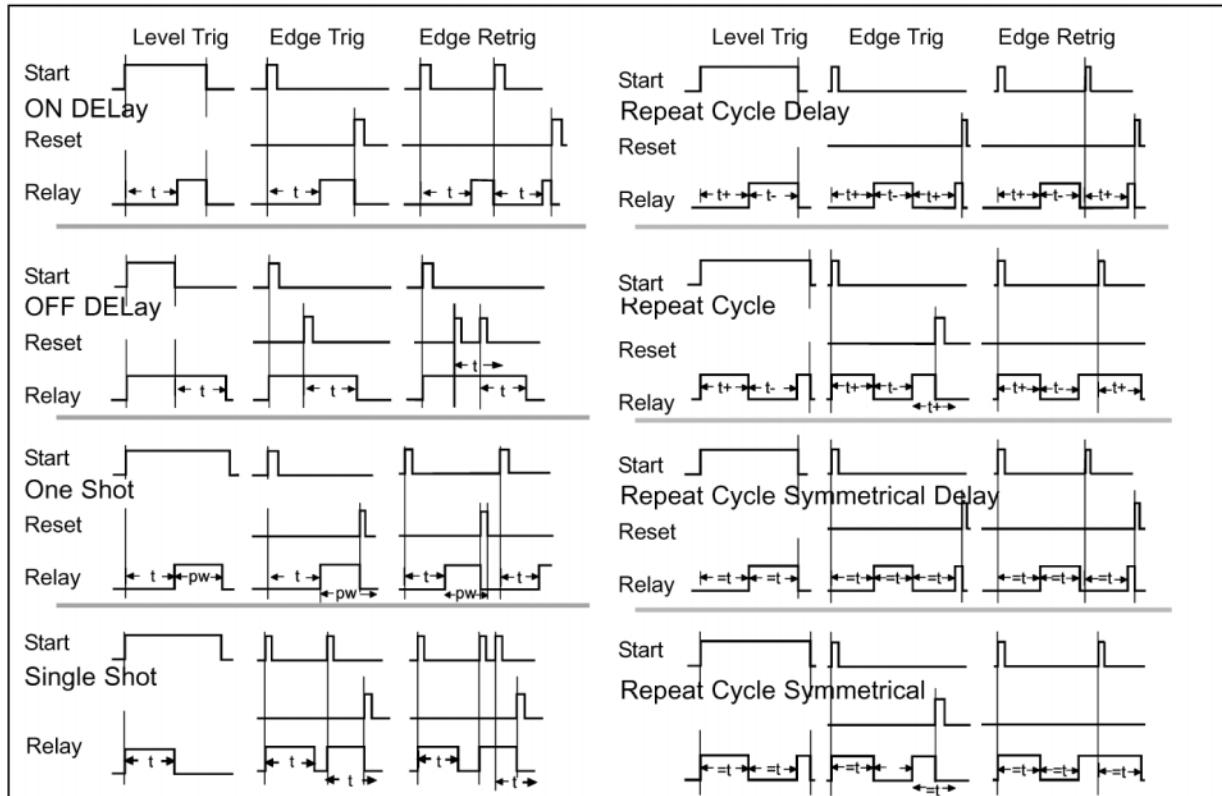 Level Trig Edge Trig Edge Retrig
Start
ON DELay
Reset
Relay
t t t t
Start
OFF DELay
Reset
t
Relay
t t t
Start
One Shot
Reset
Relay
t pw t t t
pw pw
Start
Single Shot
Relay
t t t
t t
Level Trig Edge Trig Edge Retrig
Start
Repeat Cycle Delay
Reset
Relay
t+ t- t+ t- t+ t+ t- t+
Start
Repeat Cycle
Reset
Relay
t+ t- t+ t- t+ t- t+
t+
Start
Repeat Cycle Symmetrical Delay
Reset
Relay
=t =t =t =t =t =t =t =t
Start
Repeat Cycle Symmetrical
Relay
=t =t =t =t =t =t
=t